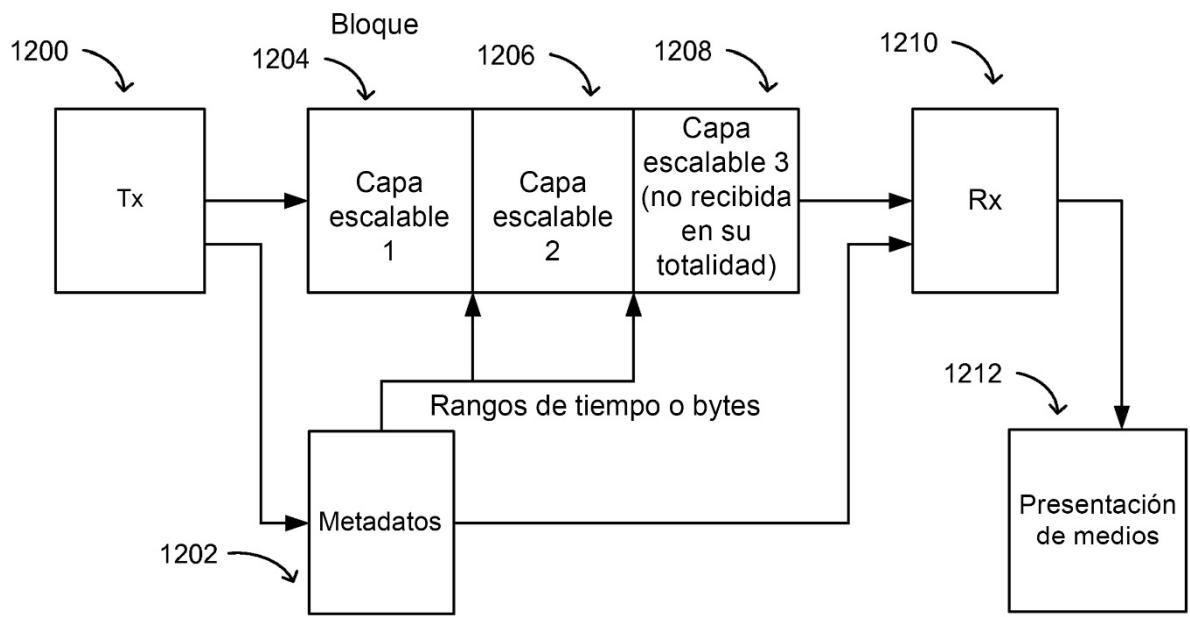 Bloque
1200
1204
1206
1208
1210
Tx
Capa
escalable
1
Capa
escalable
2
Capa
escalable 3
(no recibida
en su
totalidad)
Rx
Rangos de tiempo o bytes
1212
Metadatos
1202
Presentación
de medios